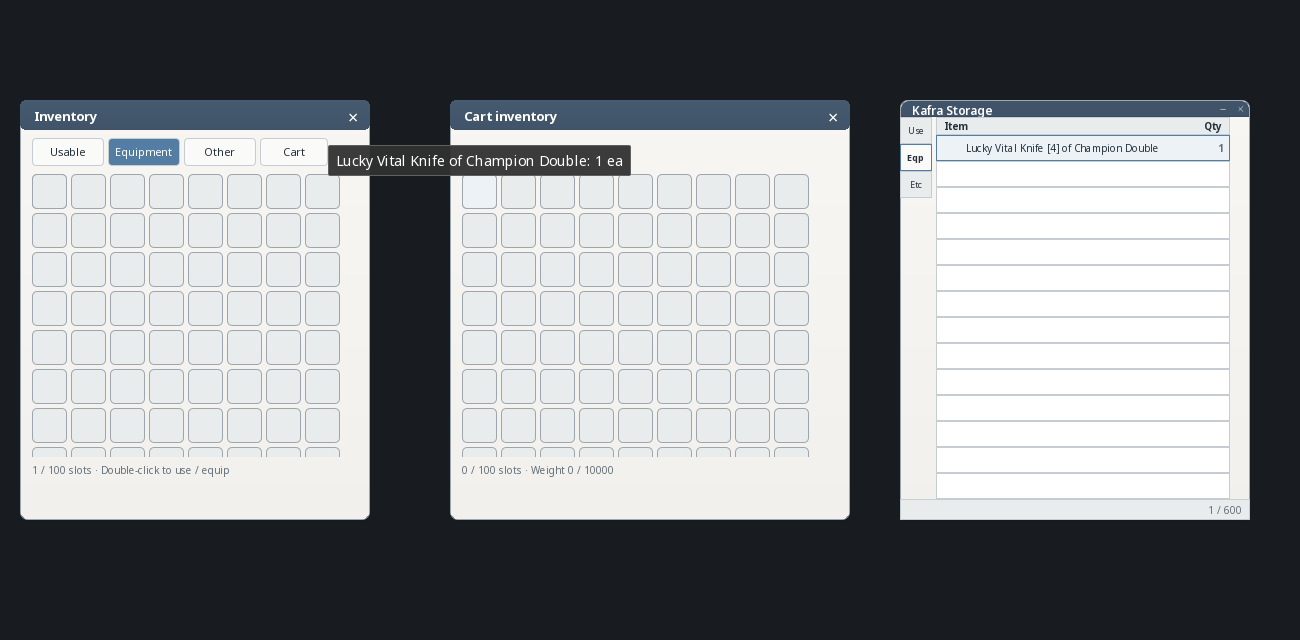 Inventory ×
Usable Equipment Other Cart
1 / 100 slots · Double-click to use / equip
Cart inventory ×
Lucky Vital Knife of Champion Double: 1 ea
0 / 100 slots · Weight 0 / 10000
Kafra Storage − ×
Item Qty
Use
Eqp
Etc
Lucky Vital Knife [4] of Champion Double 1
1 / 600